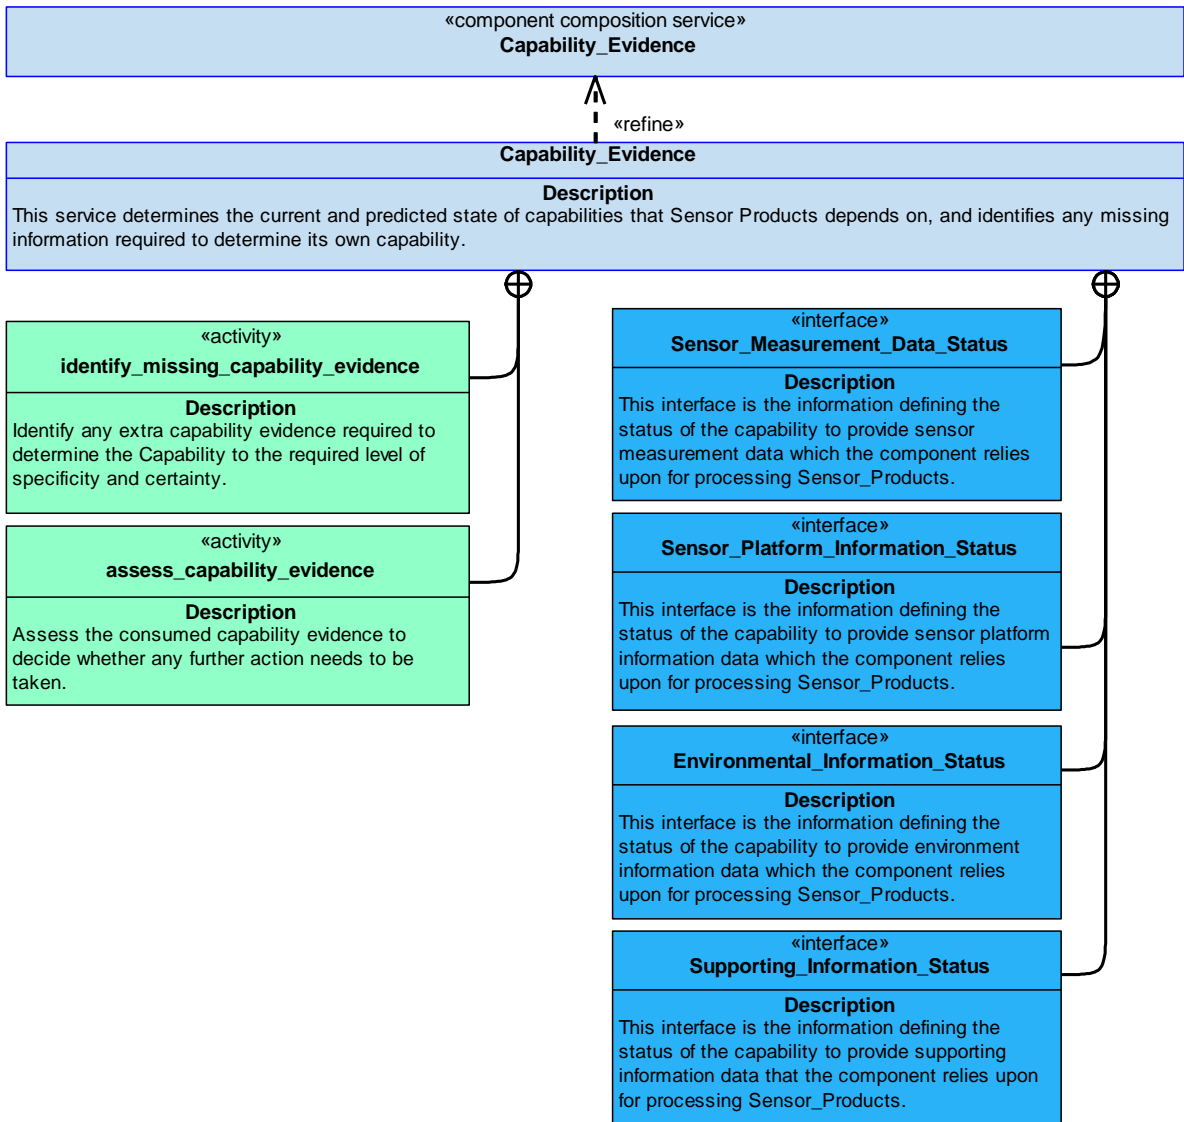 «component composition service»
Capability_Evidence
«refine»
Capability_Evidence
Description
This service determines the current and predicted state of capabilities that Sensor Products depends on, and identifies any missing
information required to determine its own capability.
«activity»
identify_missing_capability_evidence
Description
Identify any extra capability evidence required to
determine the Capability to the required level of
specificity and certainty.
«activity»
assess_capability_evidence
Description
Assess the consumed capability evidence to
decide whether any further action needs to be
taken.
«interface»
Sensor_Measurement_Data_Status
Description
This interface is the information defining the
status of the capability to provide sensor
measurement data which the component relies
upon for processing Sensor_Products.
«interface»
Sensor_Platform_Information_Status
Description
This interface is the information defining the
status of the capability to provide sensor platform
information data which the component relies
upon for processing Sensor_Products.
«interface»
Environmental_Information_Status
Description
This interface is the information defining the
status of the capability to provide environment
information data which the component relies
upon for processing Sensor_Products.
«interface»
Supporting_Information_Status
Description
This interface is the information defining the
status of the capability to provide supporting
information data that the component relies upon
for processing Sensor_Products.